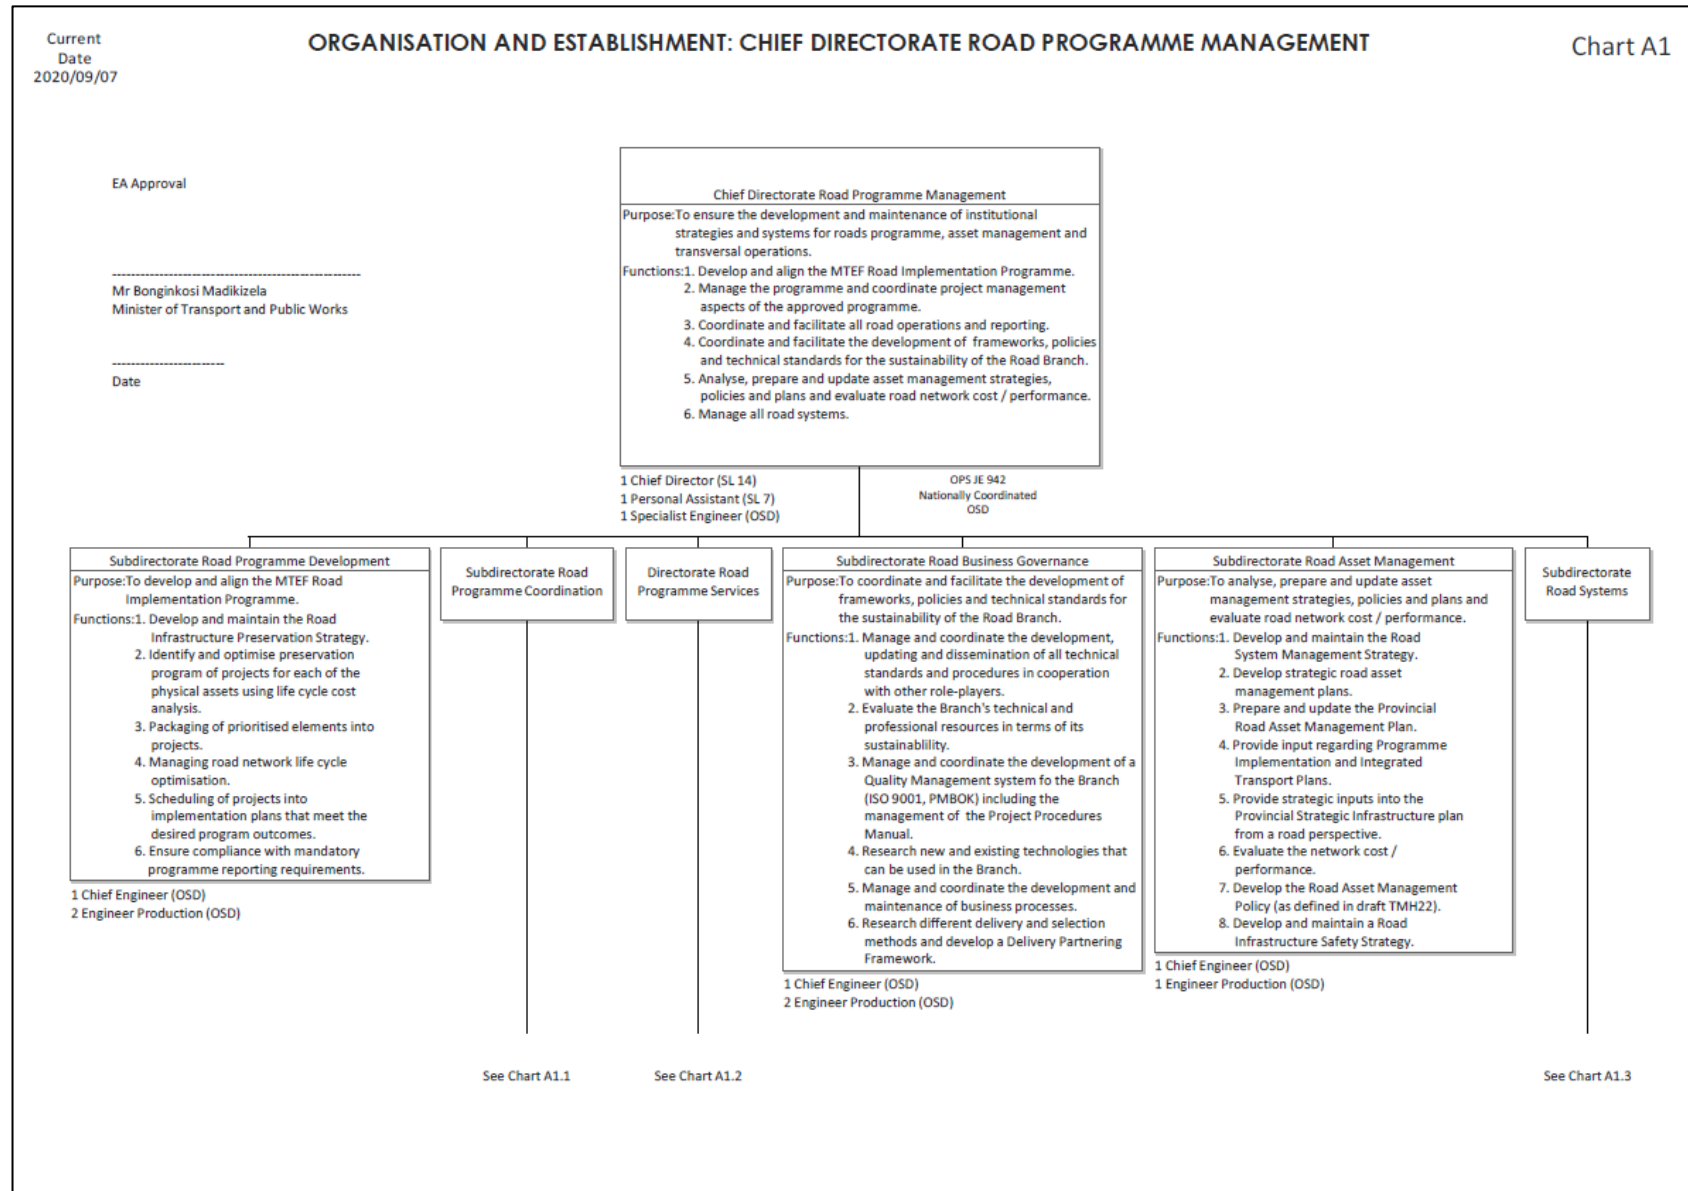 Current
Date
2020/09/07
ORGANISATION AND ESTABLISHMENT: CHIEF DIRECTORATE ROAD PROGRAMME MANAGEMENT
Chart A1
EA Approval
-----------------------------------------------------
Mr Bonginkosi Madikizela
Minister of Transport and Public Works
------------------------
Date
Chief Directorate Road Programme Management
Purpose:To ensure the development and maintenance of institutional
strategies and systems for roads programme, asset management and
transversal operations.
Functions:1. Develop and align the MTEF Road Implementation Programme.
2. Manage the programme and coordinate project management
aspects of the approved programme.
3. Coordinate and facilitate all road operations and reporting.
4. Coordinate and facilitate the development of frameworks, policies
and technical standards for the sustainability of the Road Branch.
5. Analyse, prepare and update asset management strategies,
policies and plans and evaluate road network cost / performance.
6. Manage all road systems.
1 Chief Director (SL 14)
1 Personal Assistant (SL 7)
1 Specialist Engineer (OSD)
OPS JE 942
Nationally Coordinated
OSD
Subdirectorate Road Programme Development
Purpose:To develop and align the MTEF Road
Implementation Programme.
Functions:1. Develop and maintain the Road
Infrastructure Preservation Strategy.
2. Identify and optimise preservation
program of projects for each of the
physical assets using life cycle cost
analysis.
3. Packaging of prioritised elements into
projects.
4. Managing road network life cycle
optimisation.
5. Scheduling of projects into
implementation plans that meet the
desired program outcomes.
6. Ensure compliance with mandatory
programme reporting requirements.
1 Chief Engineer (OSD)
2 Engineer Production (OSD)
Subdirectorate Road
Programme Coordination
See Chart A1.1
Directorate Road
Programme Services
See Chart A1.2
Subdirectorate Road Business Governance
Purpose:To coordinate and facilitate the development of
frameworks, policies and technical standards for
the sustainability of the Road Branch.
Functions:1. Manage and coordinate the development,
updating and dissemination of all technical
standards and procedures in cooperation
with other role-players.
2. Evaluate the Branch's technical and
professional resources in terms of its
sustainablility.
3. Manage and coordinate the development of a
Quality Management system fo the Branch
(ISO 9001, PMBOK) including the
management of the Project Procedures
Manual.
4. Research new and existing technologies that
can be used in the Branch.
5. Manage and coordinate the development and
maintenance of business processes.
6. Research different delivery and selection
methods and develop a Delivery Partnering
Framework.
1 Chief Engineer (OSD)
2 Engineer Production (OSD)
Subdirectorate Road Asset Management
Purpose:To analyse, prepare and update asset
management strategies, policies and plans and
evaluate road network cost / performance.
Functions:1. Develop and maintain the Road
System Management Strategy.
2. Develop strategic road asset
management plans.
3. Prepare and update the Provincial
Road Asset Management Plan.
4. Provide input regarding Programme
Implementation and Integrated
Transport Plans.
5. Provide strategic inputs into the
Provincial Strategic Infrastructure plan
from a road perspective.
6. Evaluate the network cost /
performance.
7. Develop the Road Asset Management
Policy (as defined in draft TMH22).
8. Develop and maintain a Road
Infrastructure Safety Strategy.
1 Chief Engineer (OSD)
1 Engineer Production (OSD)
Subdirectorate
Road Systems
See Chart A1.3